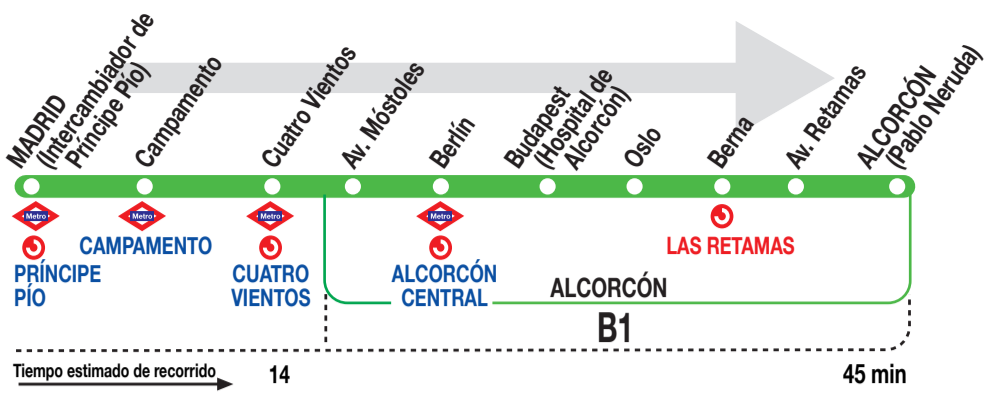 MADRID
(Intercambiador de
Príncipe Pío)
Campamento
Cuatro Vientos
Av. Móstoles
Berlín
Budapest
(Hospital de
Alcorcón)
Oslo
Berna
Av. Retamas
ALCORCÓN
(Pablo Neruda)
Metro
Metro
Metro
Metro
PRÍNCIPE
PÍO
CAMPAMENTO
CUATRO
VIENTOS
ALCORCÓN
CENTRAL
LAS RETAMAS
ALCORCÓN
B1
Tiempo estimado de recorrido
14
45 min